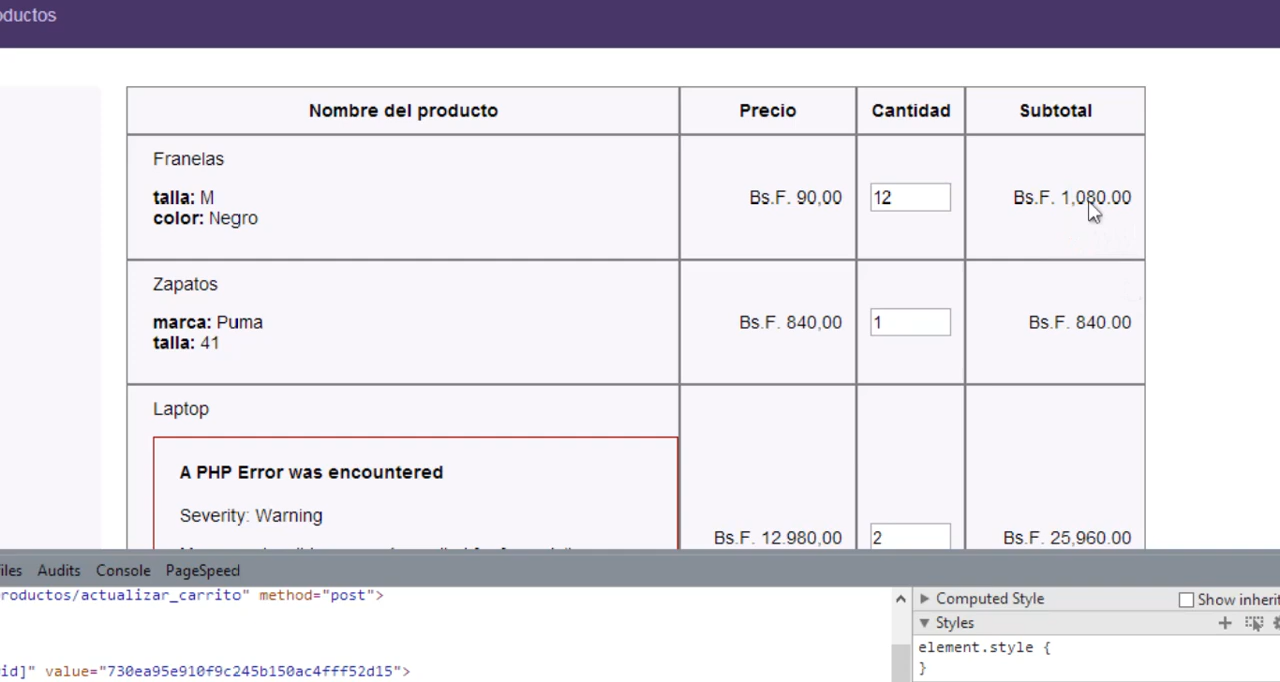 oductos
Nombre del producto Precio Cantidad Subtotal
Franelas
talla: M
color: Negro
Bs.F. 90,00 12 Bs.F. 1,080.00
Zapatos
marca: Puma
talla: 41
Bs.F. 840,00 1 Bs.F. 840.00
Laptop
A PHP Error was encountered
Severity: Warning
Bs.F. 12.980,00 2 Bs.F. 25,960.00
iles Audits Console PageSpeed
roductos/actualizar_carrito" method="post">
id]" value="730ea95e910f9c245b150ac4fff52d15">
Computed Style Show inherit
Styles
element.style {
}